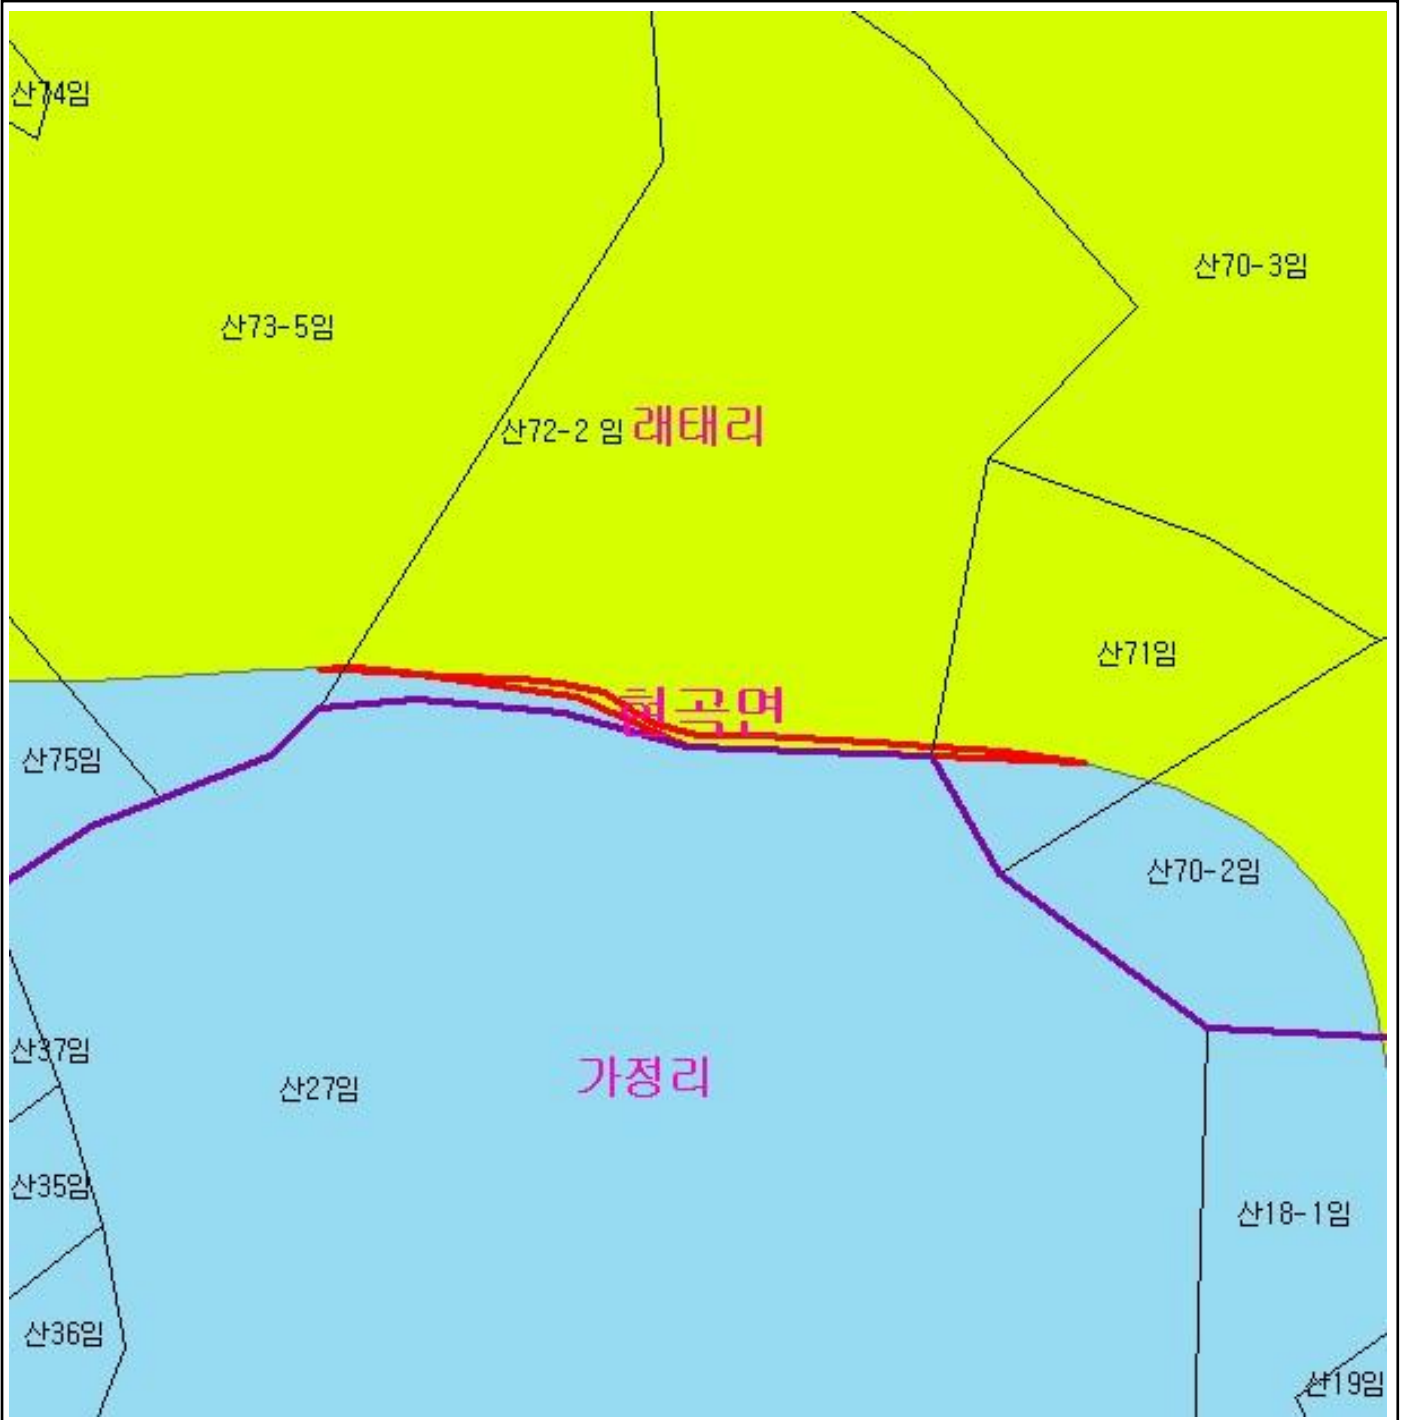 산74임
산70-3임
산73-5임
산72-2 임
래태리
산71임
현곡면
산75임
산70-2임
산37임
가정리
산27임
산35임
산18-1임
산36임
산19임